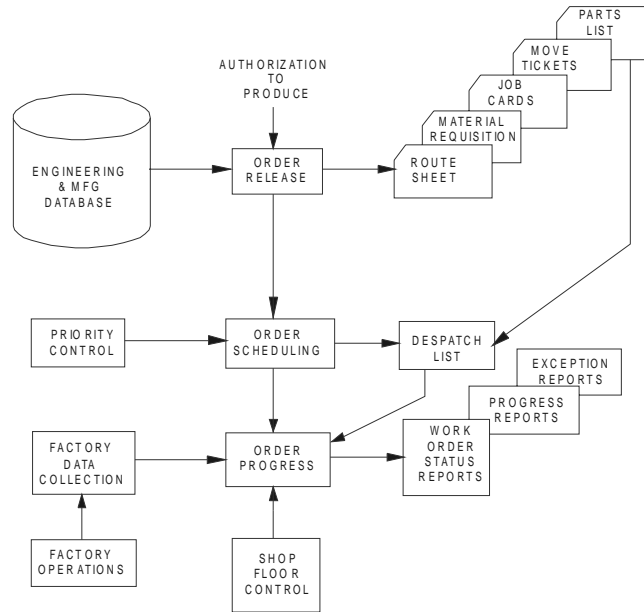 PARTS
LIST
MOVE
TICKETS
AUTHORIZATION
TO
PRODUCE
JOB
CARDS
MATERIAL
REQUISITION
ENGINEERING
& MFG
DATABASE
ORDER
RELEASE
ROUTE
SHEET
PRIORITY
CONTROL
ORDER
SCHEDULING
DESPATCH
LIST
EXCEPTION
REPORTS
PROGRESS
REPORTS
FACTORY
DATA
COLLECTION
ORDER
PROGRESS
WORK
ORDER
STATUS
REPORTS
FACTORY
OPERATIONS
SHOP
FLOOR
CONTROL